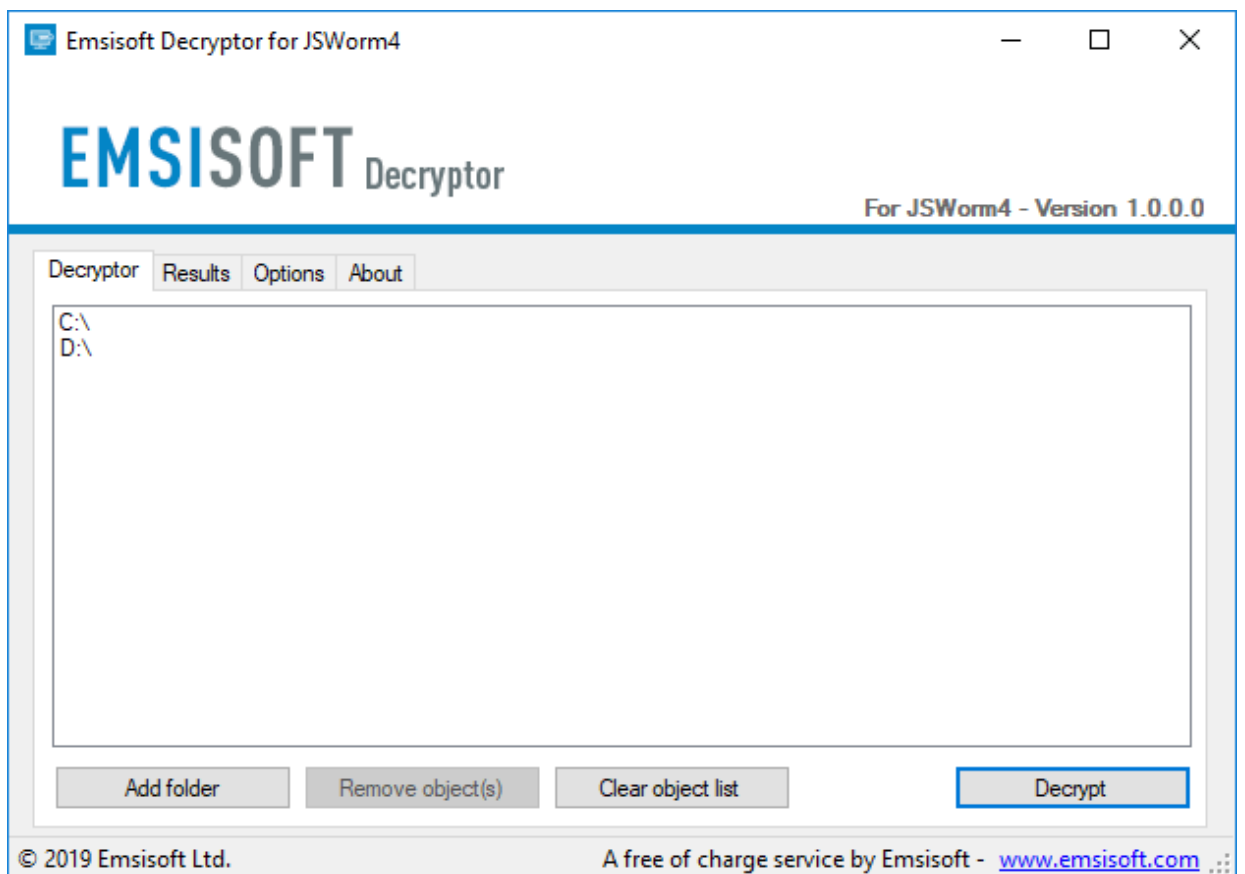 Emsisoft Decryptor for JSWorm4
EMSISOFT Decryptor
For JSWorm4 - Version 1.0.0.0
Decryptor Results Options About
C:\
D:\
Add folder Remove object(s) Clear object list Decrypt
© 2019 Emsisoft Ltd. A free of charge service by Emsisoft - www.emsisoft.com